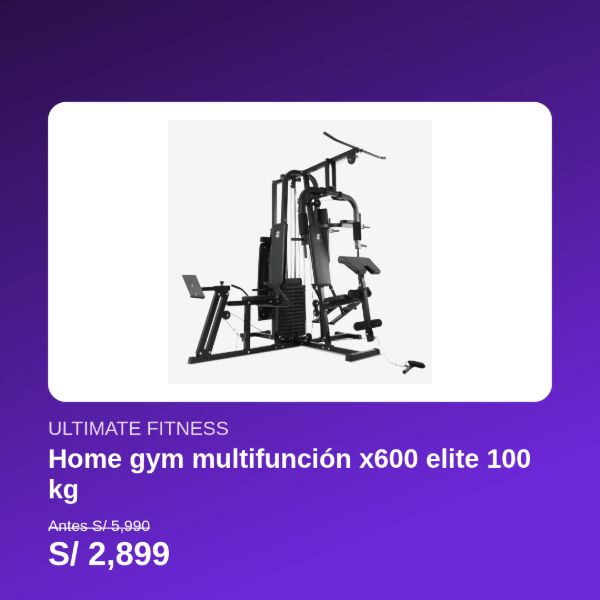 ULTIMATE FITNESS
Home gym multifunción x600 elite 100
kg
Antes S/ 5,990
S/ 2,899